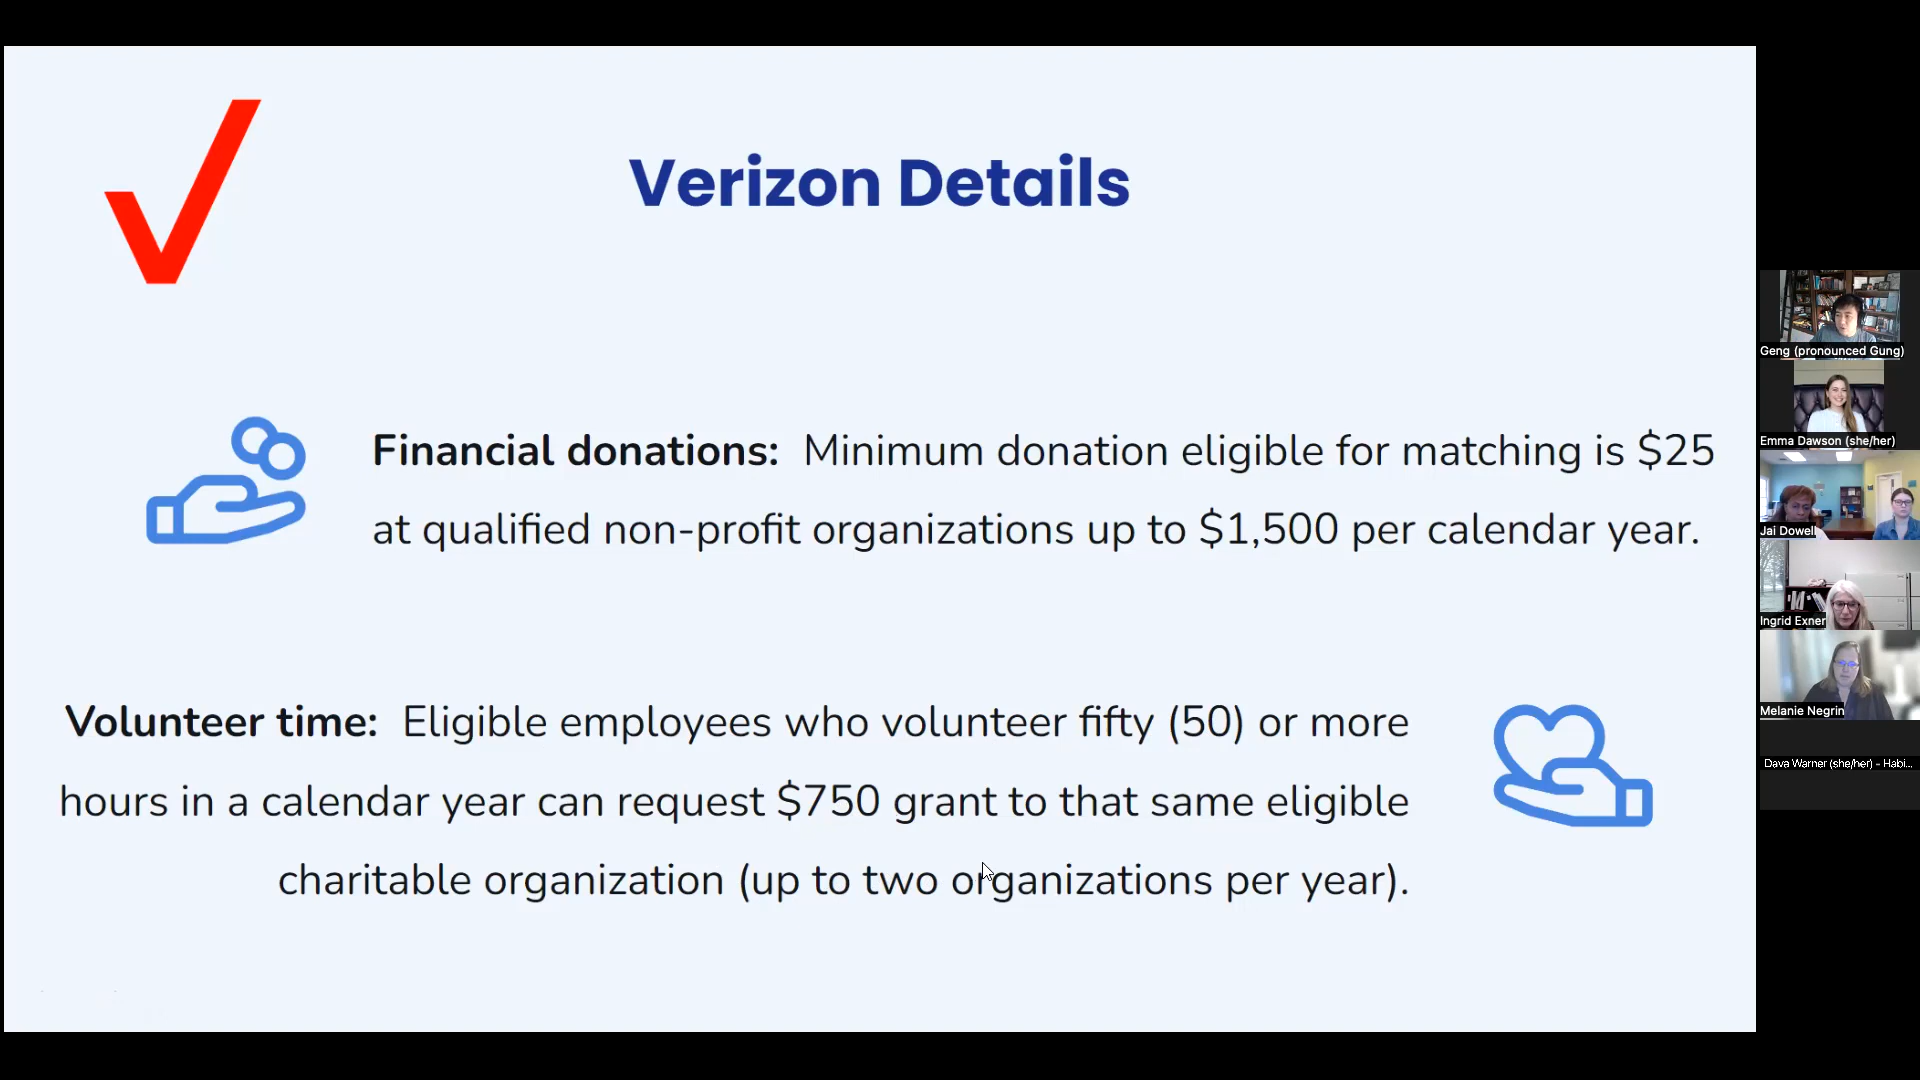 Verizon Details
Financial donations: Minimum donation eligible for matching is $25
at qualified non-profit organizations up to $1,500 per calendar year.
Volunteer time: Eligible employees who volunteer fifty (50) or more
hours in a calendar year can request $750 grant to that same eligible
charitable organization (up to two organizations per year).
Geng (pronounced Gung)
Emma Dawson (she/her)
Jai Dowell
Ingrid Exner
Melanie Negrin
Dava Warner (she/her) - Habi...